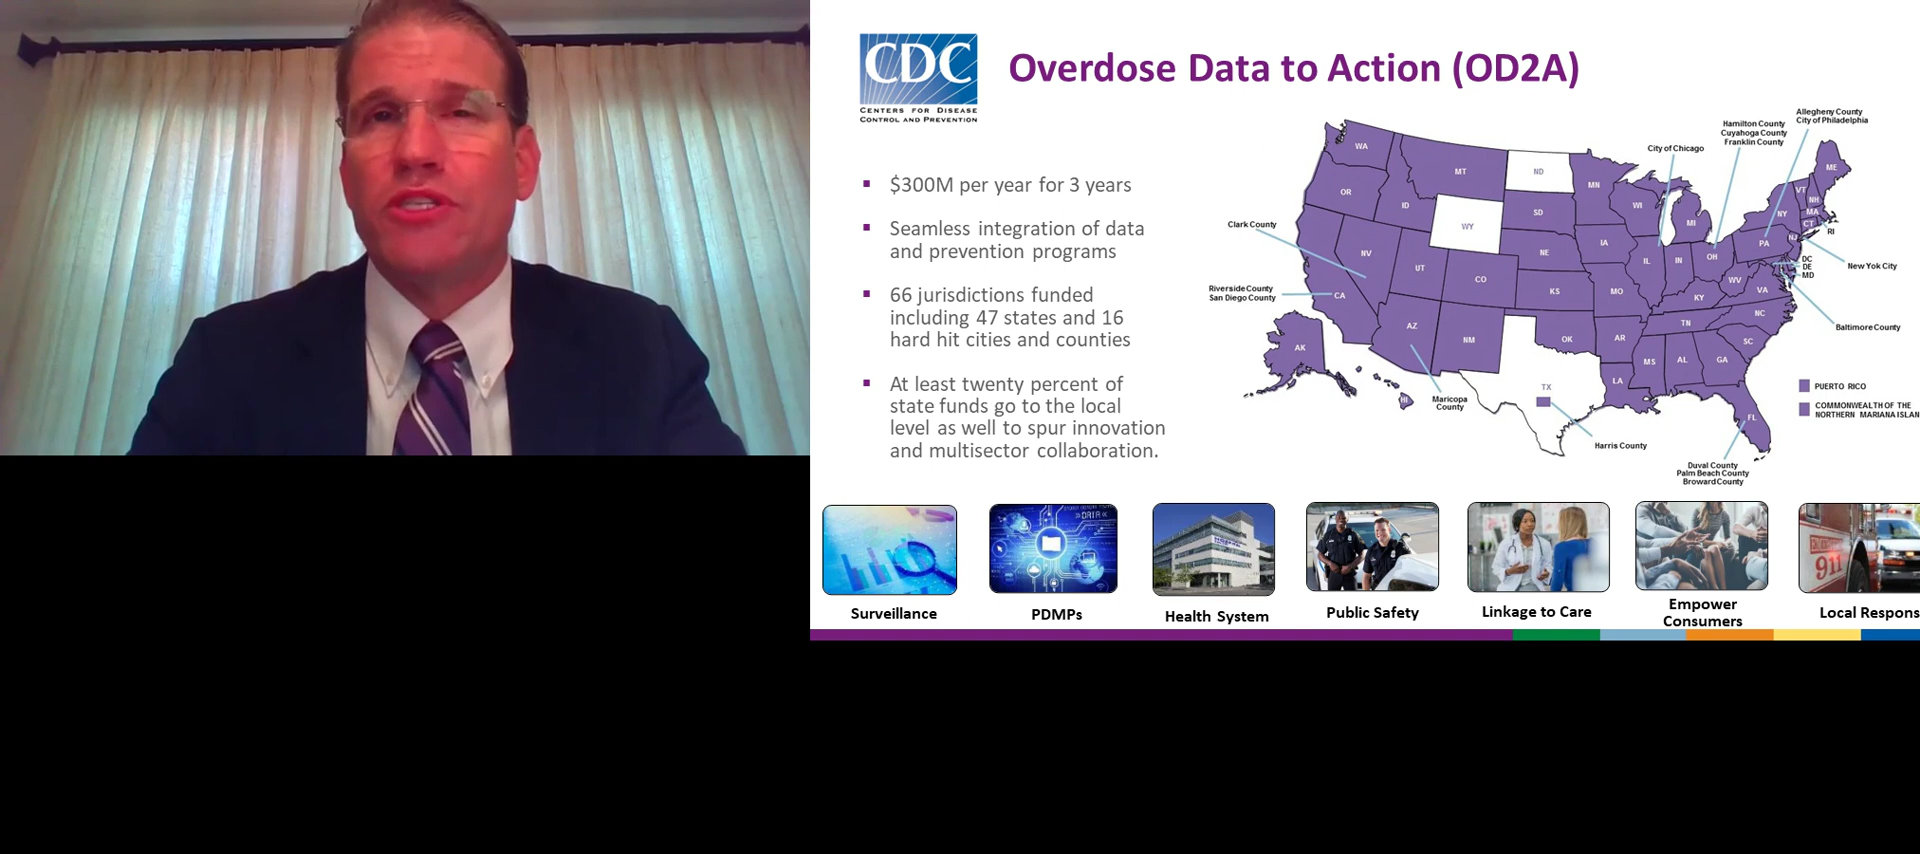 CDC
CENTERS FOR DISEASE
CONTROL AND PREVENTION
Overdose Data to Action (OD2A)
▪ $300M per year for 3 years
▪ Seamless integration of data
and prevention programs
▪ 66 jurisdictions funded
including 47 states and 16
hard hit cities and counties
▪ At least twenty percent of
state funds go to the local
level as well to spur innovation
and multisector collaboration.
Allegheny County
City of Philadelphia
Hamilton County
Cuyahoga County
Franklin County
City of Chicago
Clark County
Riverside County
San Diego County
Maricopa
County
Harris County
Duval County
Palm Beach County
Broward County
Baltimore County
New York City
WA
OR
CA
NV
ID
MT
WY
UT
AZ
CO
NM
ND
SD
NE
KS
OK
TX
MN
IA
MO
AR
LA
WI
IL
MI
IN
OH
KY
TN
MS
AL
GA
FL
SC
NC
VA
WV
PA
NY
NJ
VT
NH
ME
MA
CT
RI
DC
DE
MD
AK
HI
PUERTO RICO
COMMONWEALTH OF THE
NORTHERN MARIANA ISLAN
DATA
911
Surveillance
PDMPs
Health System
Public Safety
Linkage to Care
Empower
Consumers
Local Respons